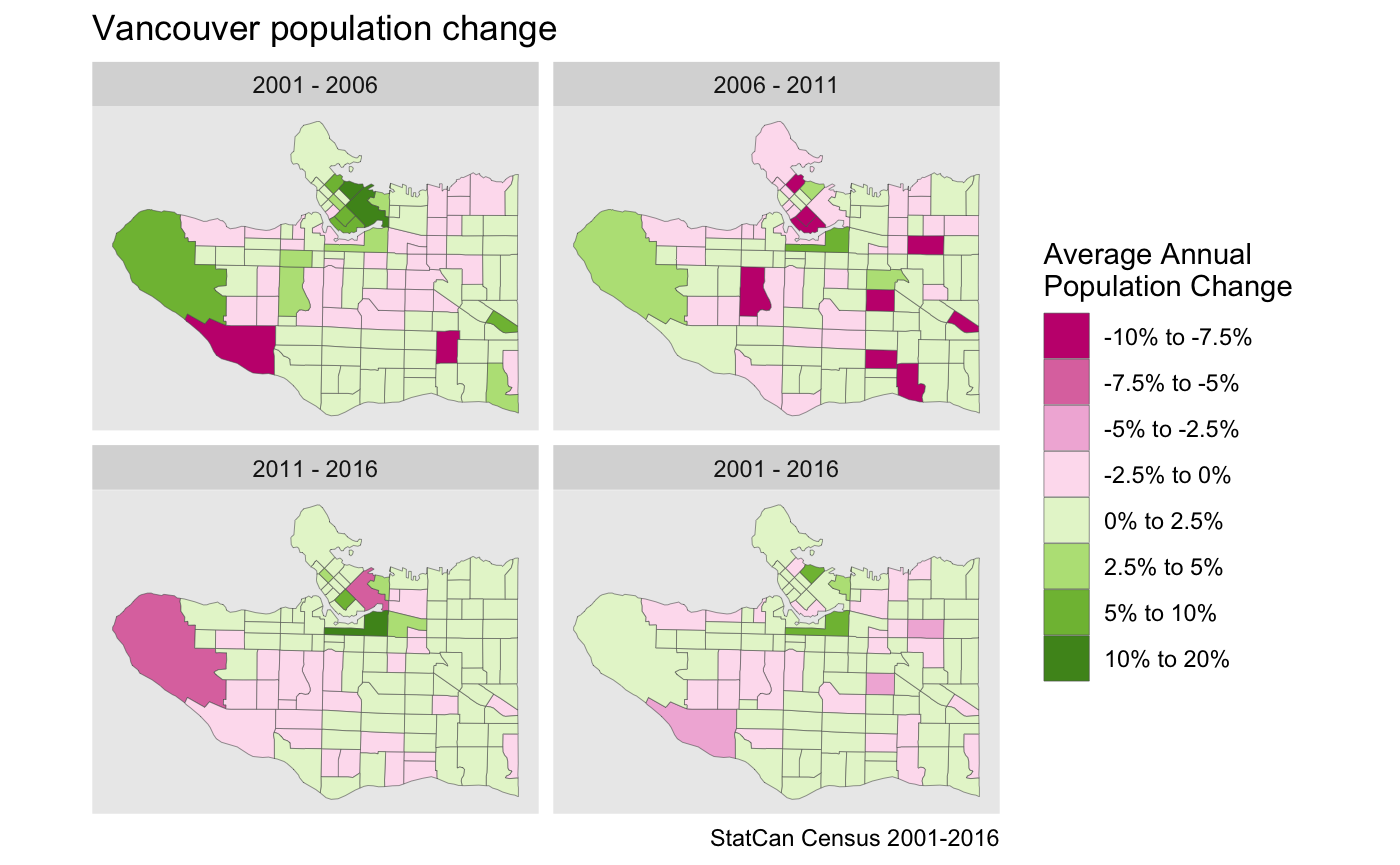 Vancouver population change
2001 - 2006
2006 - 2011
2011 - 2016
2001 - 2016
Average Annual
Population Change
-10% to -7.5%
-7.5% to -5%
-5% to -2.5%
-2.5% to 0%
0% to 2.5%
2.5% to 5%
5% to 10%
10% to 20%
StatCan Census 2001-2016